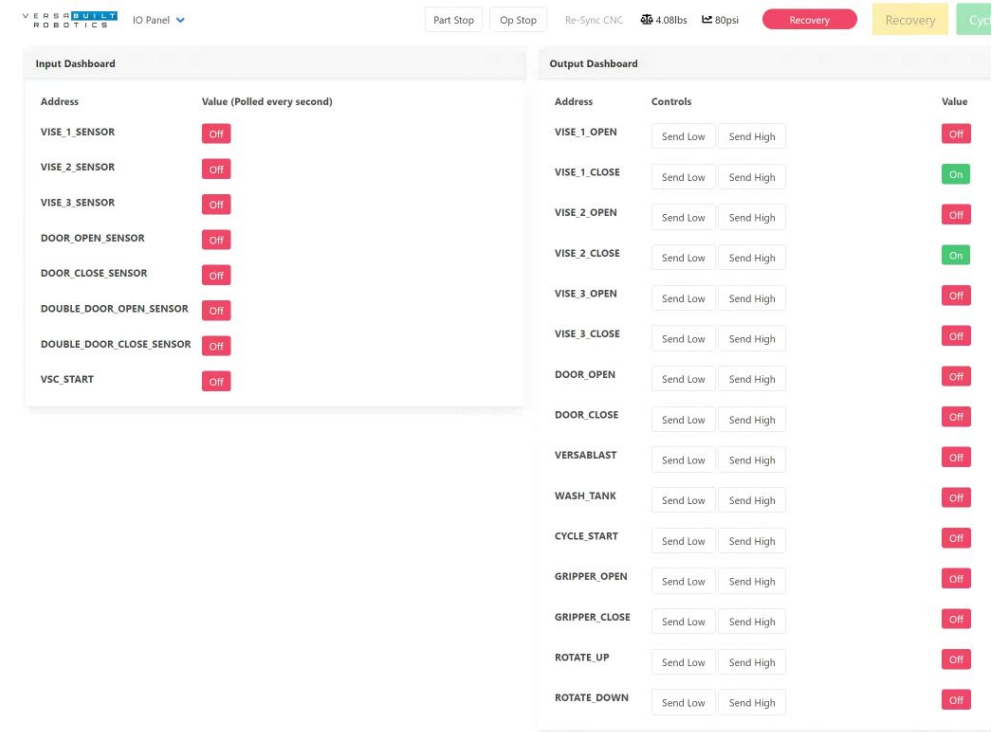 VERSABUILT
ROBOTICS
IO Panel
Part Stop Op Stop Re-Sync CNC 4.08lbs 80psi Recovery Recovery
Input Dashboard
Address Value (Polled every second)
VISE_1_SENSOR Off
VISE_2_SENSOR Off
VISE_3_SENSOR Off
DOOR_OPEN_SENSOR Off
DOOR_CLOSE_SENSOR Off
DOUBLE_DOOR_OPEN_SENSOR Off
DOUBLE_DOOR_CLOSE_SENSOR Off
VSC_START Off
Output Dashboard
Address Controls Value
VISE_1_OPEN Send Low Send High Off
VISE_1_CLOSE Send Low Send High On
VISE_2_OPEN Send Low Send High Off
VISE_2_CLOSE Send Low Send High On
VISE_3_OPEN Send Low Send High Off
VISE_3_CLOSE Send Low Send High Off
DOOR_OPEN Send Low Send High Off
DOOR_CLOSE Send Low Send High Off
VERSABLAST Send Low Send High Off
WASH_TANK Send Low Send High Off
CYCLE_START Send Low Send High Off
GRIPPER_OPEN Send Low Send High Off
GRIPPER_CLOSE Send Low Send High Off
ROTATE_UP Send Low Send High Off
ROTATE_DOWN Send Low Send High Off